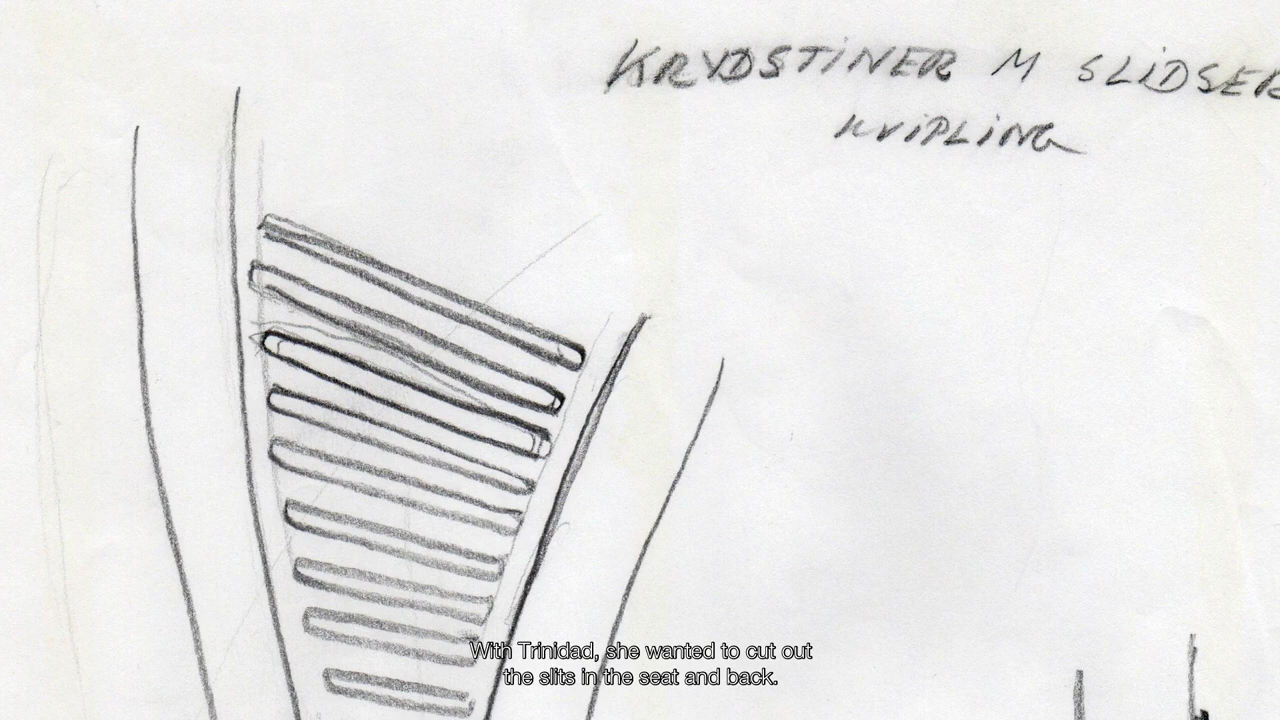 KRYDSTINER M SLIDSER
KVIPLING
With Trinidad, she wanted to cut out
the slits in the seat and back.